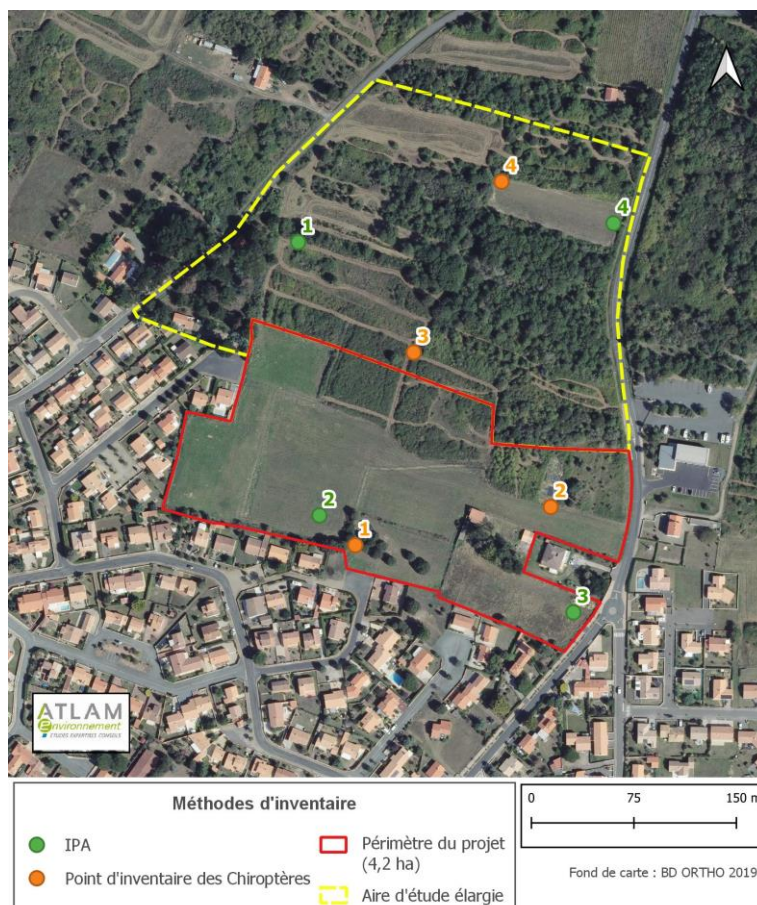 4
4
1
3
2
2
1
3
ATLAM
environnement
ETUDES EXPERTISES CONSEILS
Méthodes d'inventaire
IPA
Point d'inventaire des Chiroptères
Périmètre du projet
(4,2 ha)
Aire d'étude élargie
0 75 150 m
Fond de carte : BD ORTHO 2019